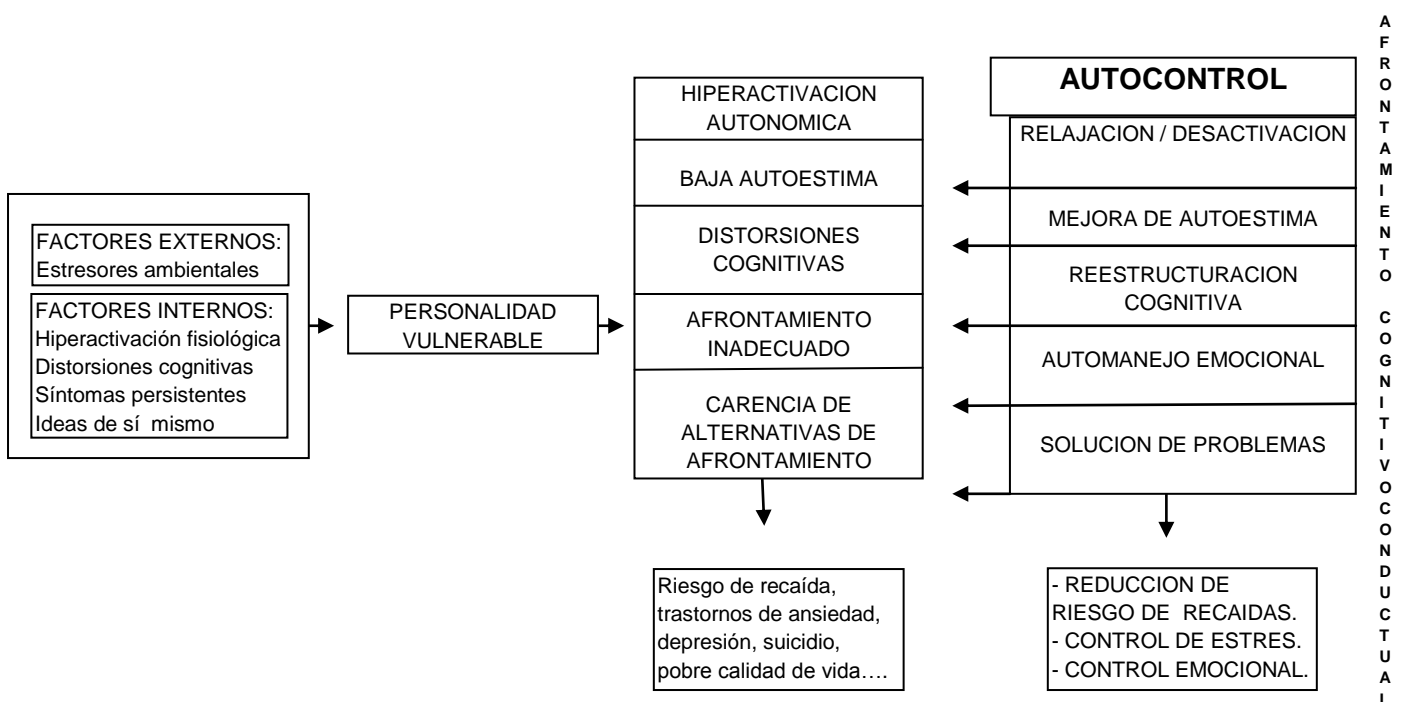 FACTORES EXTERNOS:
Estresores ambientales
FACTORES INTERNOS:
Hiperactivación fisiológica
Distorsiones cognitivas
Síntomas persistentes
Ideas de sí mismo
PERSONALIDAD
VULNERABLE
HIPERACTIVACION
AUTONOMICA
BAJA AUTOESTIMA
DISTORSIONES
COGNITIVAS
AFRONTAMIENTO
INADECUADO
CARENCIA DE
ALTERNATIVAS DE
AFRONTAMIENTO
Riesgo de recaída,
trastornos de ansiedad,
depresión, suicidio,
pobre calidad de vida….
AUTOCONTROL
RELAJACION / DESACTIVACION
MEJORA DE AUTOESTIMA
REESTRUCTURACION
COGNITIVA
AUTOMANEJO EMOCIONAL
SOLUCION DE PROBLEMAS
- REDUCCION DE
RIESGO DE RECAIDAS.
- CONTROL DE ESTRES.
- CONTROL EMOCIONAL.
AFRONTAMIENTO COGNITIVOCONDUCTUAL